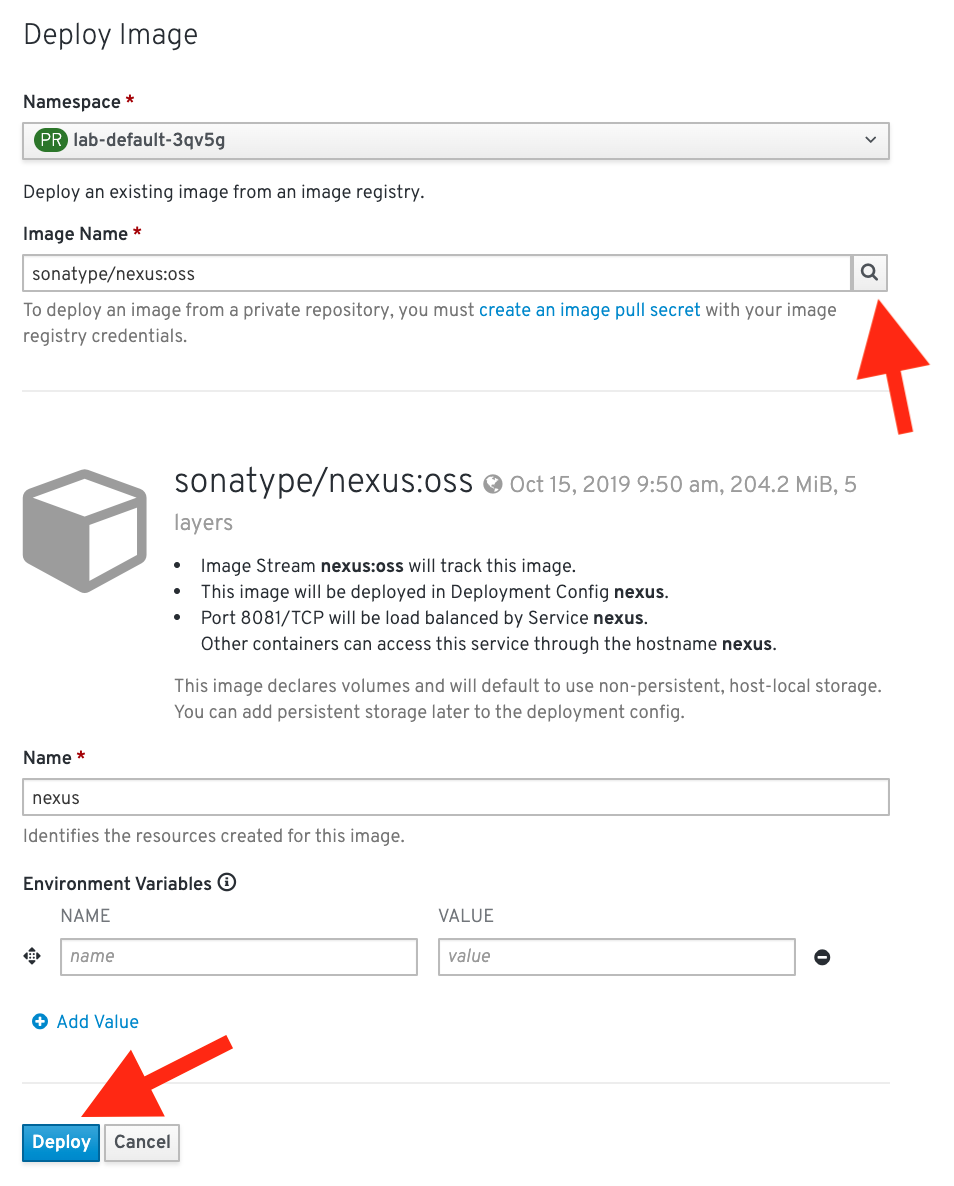 Deploy Image
Namespace *
PR lab-default-3qv5g
Deploy an existing image from an image registry.
Image Name *
sonatype/nexus:oss
To deploy an image from a private repository, you must create an image pull secret with your image
registry credentials.
sonatype/nexus:oss Oct 15, 2019 9:50 am, 204.2 MiB, 5
layers
• Image Stream nexus:oss will track this image.
• This image will be deployed in Deployment Config nexus.
• Port 8081/TCP will be load balanced by Service nexus.
Other containers can access this service through the hostname nexus.
This image declares volumes and will default to use non-persistent, host-local storage.
You can add persistent storage later to the deployment config.
Name *
nexus
Identifies the resources created for this image.
Environment Variables
NAME VALUE
name value
Add Value
Deploy Cancel